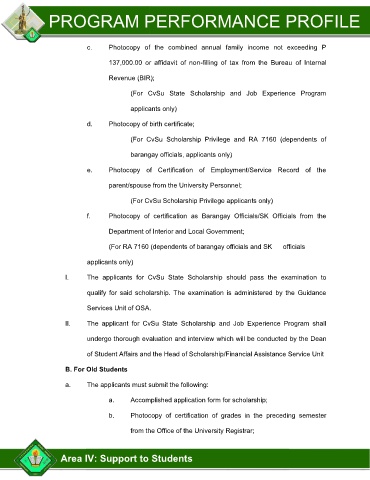 PROGRAM PERFORMANCE PROFILE
c. Photocopy of the combined annual family income not exceeding P
137,000.00 or affidavit of non-filling of tax from the Bureau of Internal
Revenue (BIR);
(For CvSu State Scholarship and Job Experience Program
applicants only)
d. Photocopy of birth certificate;
(For CvSu Scholarship Privilege and RA 7160 (dependents of
barangay officials, applicants only)
e. Photocopy of Certification of Employment/Service Record of the
parent/spouse from the University Personnel;
(For CvSu Scholarship Privilege applicants only)
f. Photocopy of certification as Barangay Officials/SK Officials from the
Department of Interior and Local Government;
(For RA 7160 (dependents of barangay officials and SK officials
applicants only)
I. The applicants for CvSu State Scholarship should pass the examination to
qualify for said scholarship. The examination is administered by the Guidance
Services Unit of OSA.
II. The applicant for CvSu State Scholarship and Job Experience Program shall
undergo thorough evaluation and interview which will be conducted by the Dean
of Student Affairs and the Head of Scholarship/Financial Assistance Service Unit
B. For Old Students
a. The applicants must submit the following:
a. Accomplished application form for scholarship;
b. Photocopy of certification of grades in the preceding semester
from the Office of the University Registrar;
Area IV: Support to Students